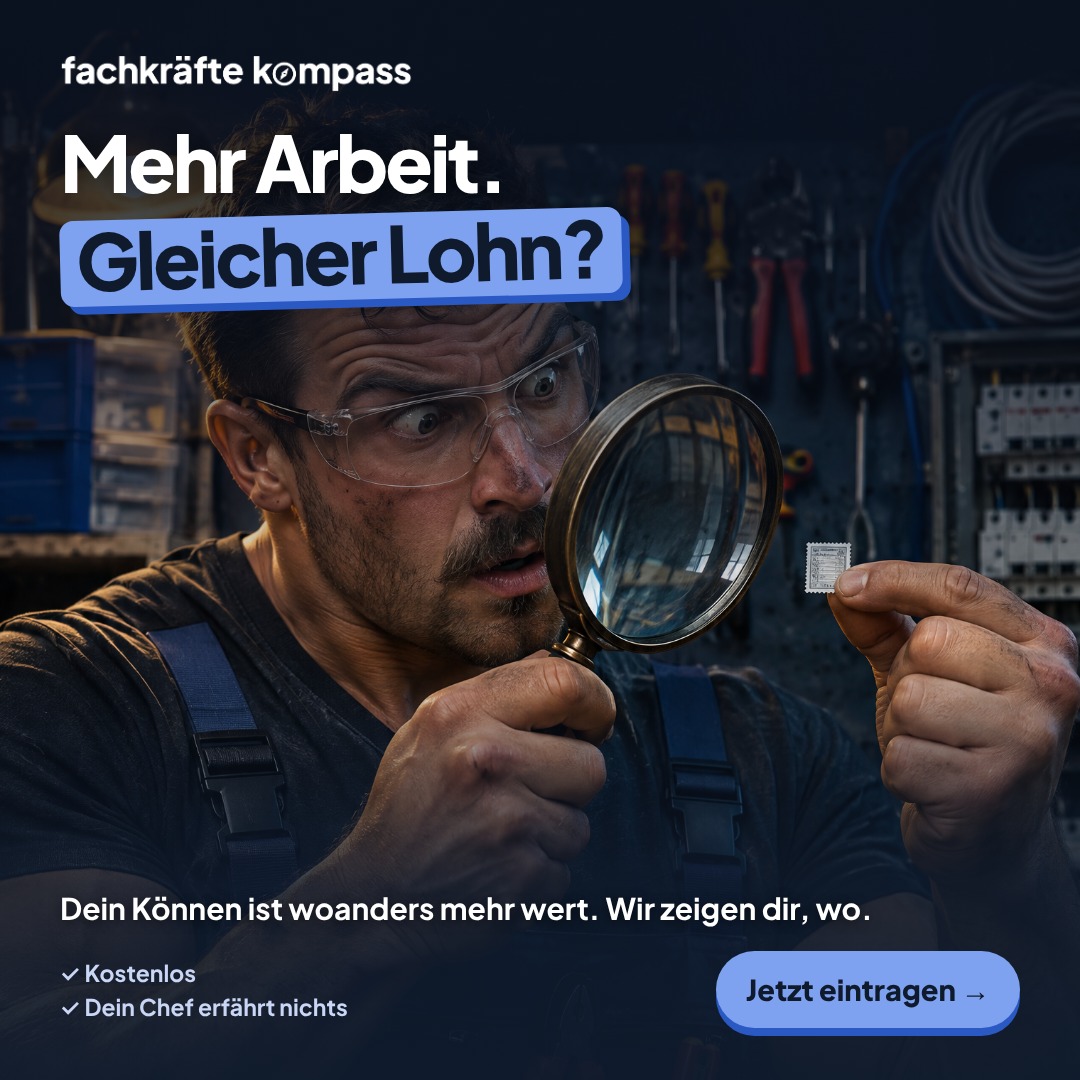 fachkräfte kompass
Mehr Arbeit.
Gleicher Lohn?
Dein Können ist woanders mehr wert. Wir zeigen dir, wo.
✓ Kostenlos
✓ Dein Chef erfährt nichts
Jetzt eintragen →